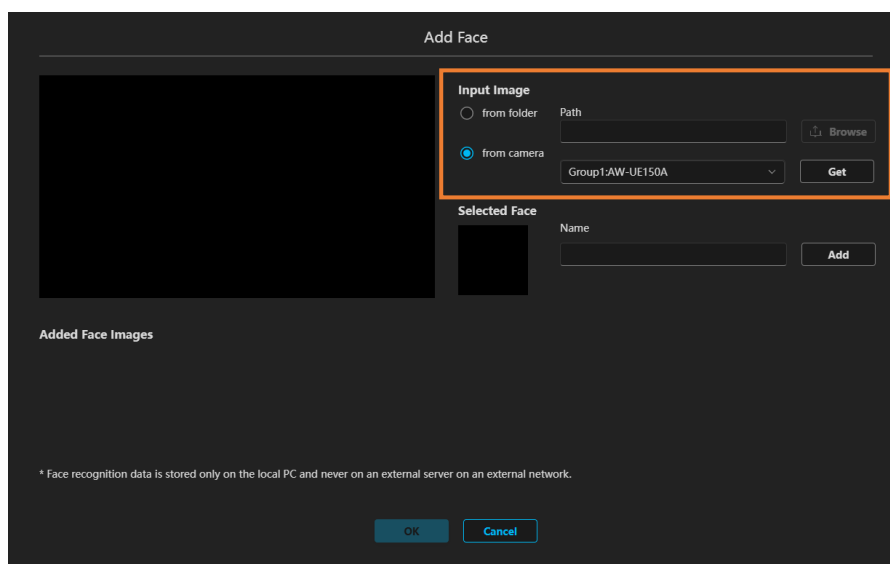 Add Face
Input Image
from folder
Path
Browse
from camera
Group1:AW-UE150A
Get
Selected Face
Name
Add
Added Face Images
* Face recognition data is stored only on the local PC and never on an external server on an external network.
OK
Cancel